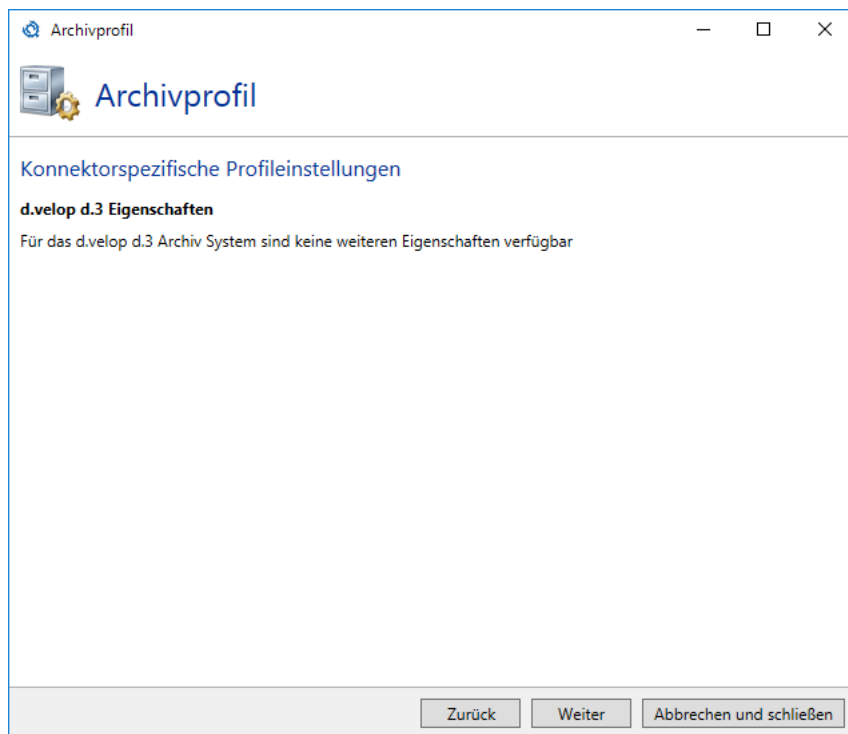 Archivprofil
Archivprofil
Konnektorspezifische Profileinstellungen
d.velop d.3 Eigenschaften
Für das d.velop d.3 Archiv System sind keine weiteren Eigenschaften verfügbar
Zurück
Weiter
Abbrechen und schließen